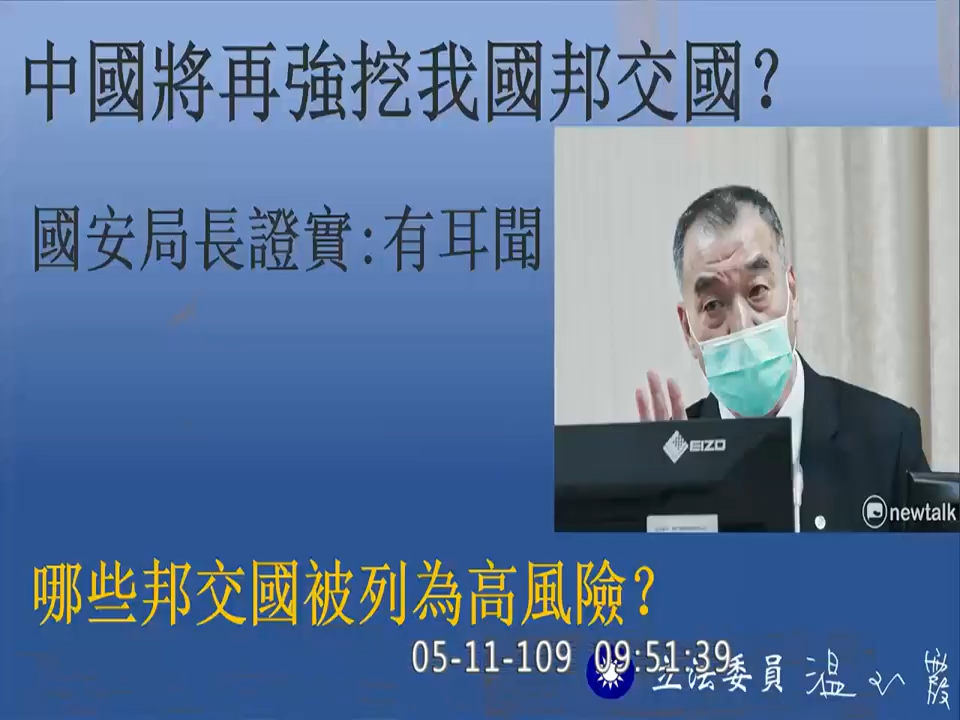 中國將再強挖我國邦交國？
國安局長證實：有耳聞
EIZO
newtalk
哪些邦交國被列為高風險？
05-11-109 09:51:39
立法委員 溫玉霞